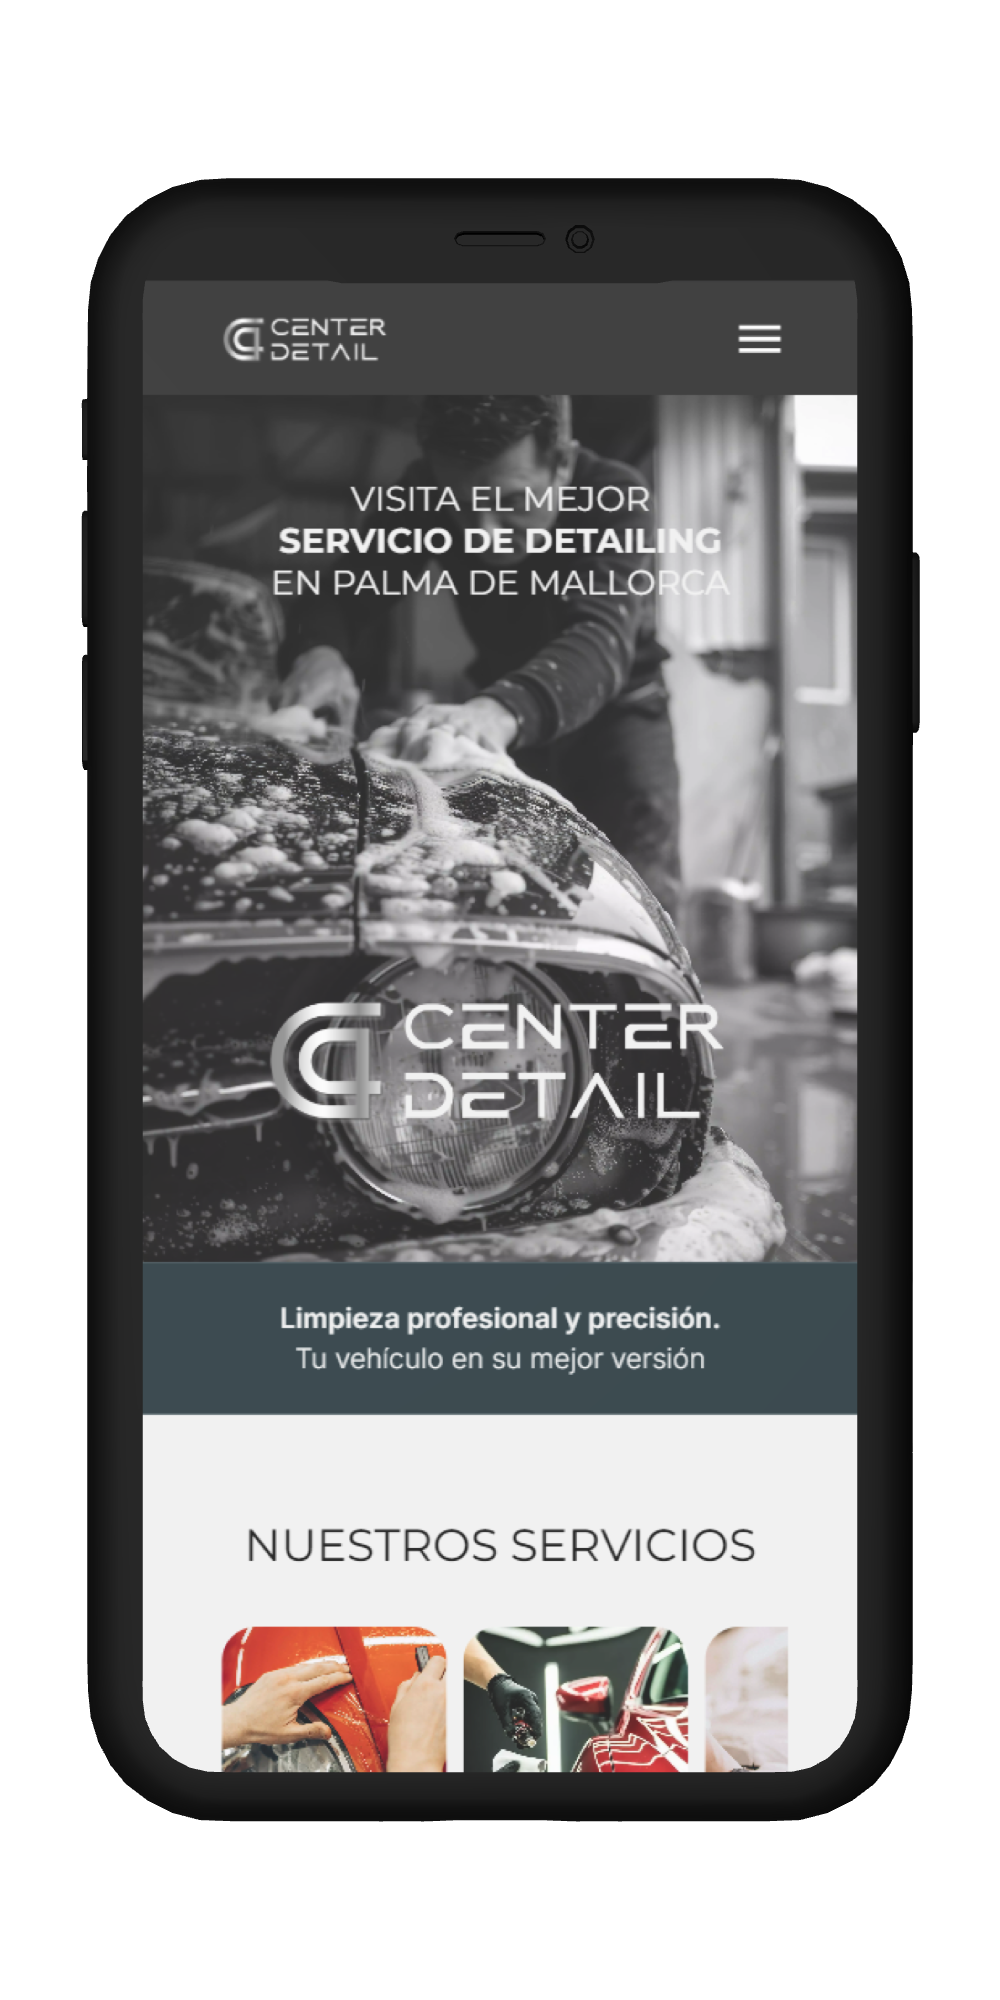 CENTER
DETAIL
VISITA EL MEJOR
SERVICIO DE DETAILING
EN PALMA DE MALLORCA
CENTER
DETAIL
Limpieza profesional y precisión.
Tu vehículo en su mejor versión
NUESTROS SERVICIOS